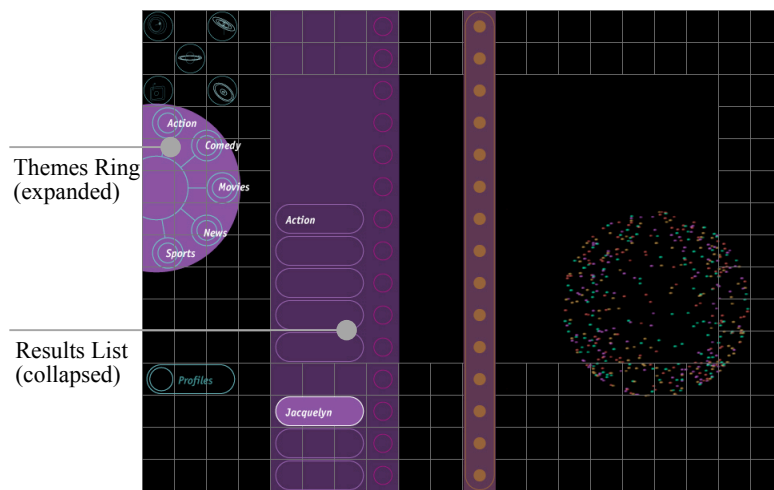 Action
Comedy
Themes Ring
(expanded)
Movies
Action
News
Sports
Results List
(collapsed)
Profiles
Jacquelyn